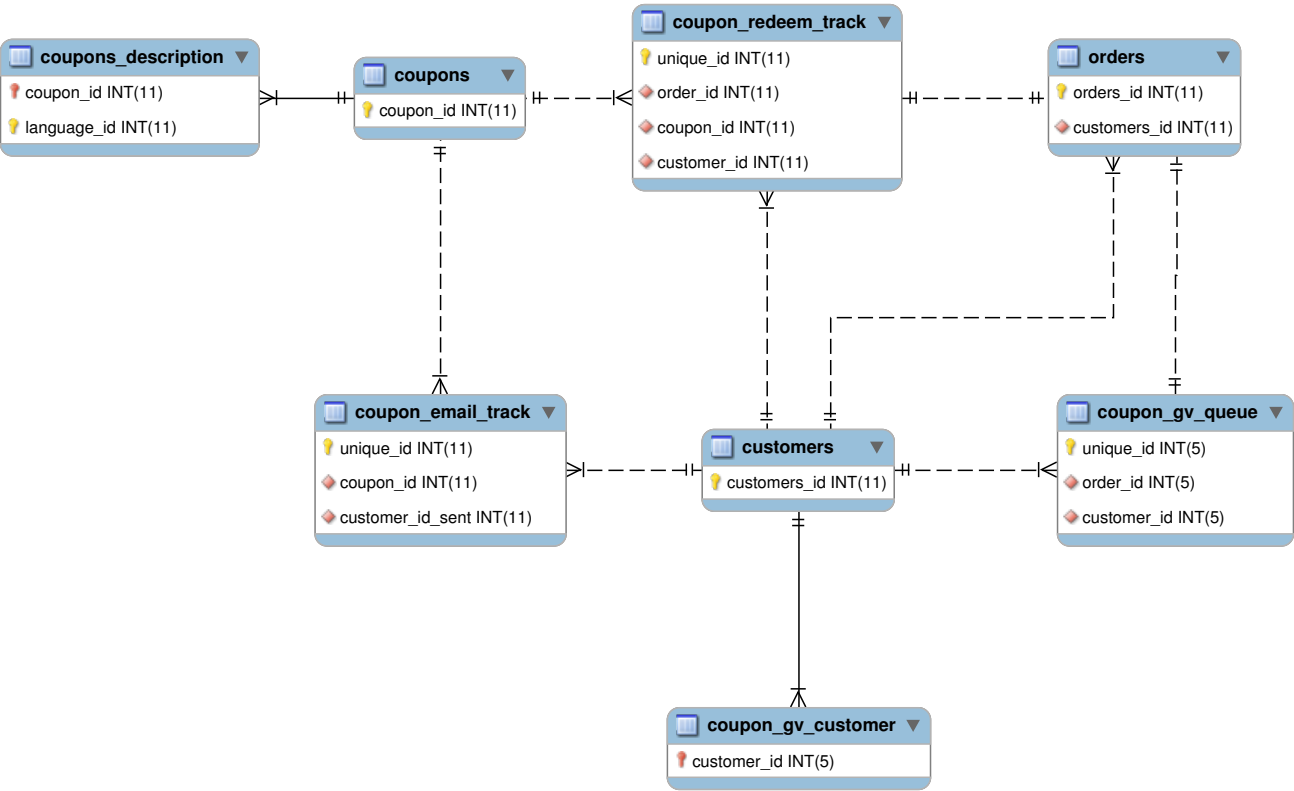 coupons_description
coupon_id INT(11)
language_id INT(11)
coupons
coupon_id INT(11)
coupon_redeem_track
unique_id INT(11)
order_id INT(11)
coupon_id INT(11)
customer_id INT(11)
orders
orders_id INT(11)
customers_id INT(11)
coupon_email_track
unique_id INT(11)
coupon_id INT(11)
customer_id_sent INT(11)
customers
customers_id INT(11)
coupon_gv_queue
unique_id INT(5)
order_id INT(5)
customer_id INT(5)
coupon_gv_customer
customer_id INT(5)